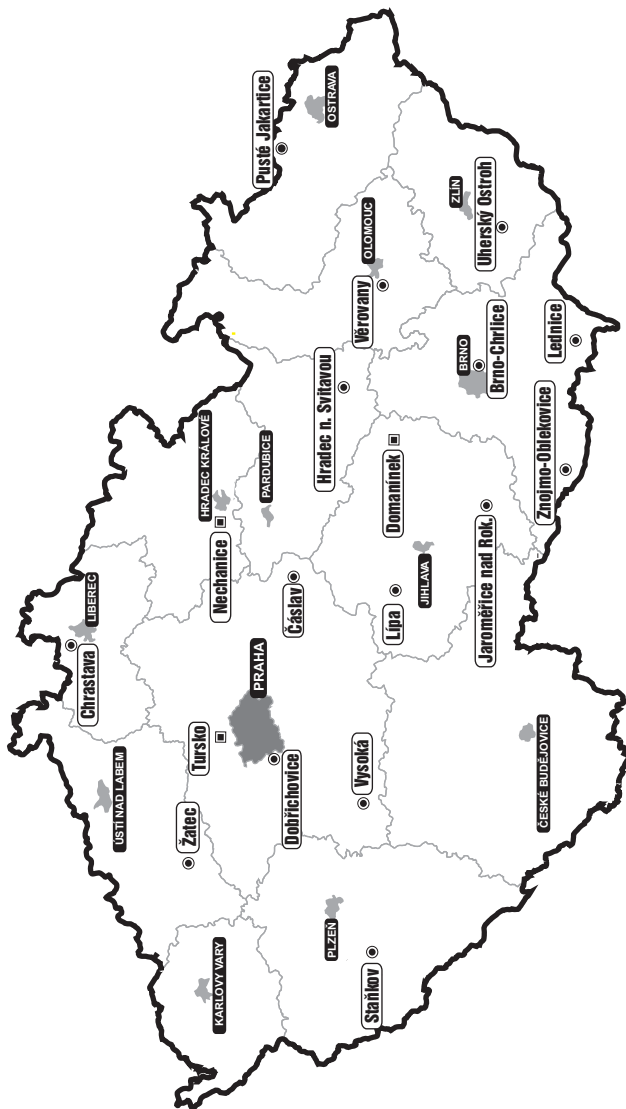 Chrastava
LIBEREC
ÚSTÍ NAD LABEM
Žatec
KARLOVY VARY
Tursko
PRAHA
Dobřichovice
Nechanice
HRADEC KRÁLOVÉ
PARDUBICE
Čáslav
Vysoká
PLZEŇ
Staňkov
Lípa
JIHLAVA
Domanínek
Hradec n. Svitavou
Věrovany
OLOMOUC
Pusté Jakartice
OSTRAVA
ZLÍN
Uherský Ostroh
BRNO
Brno-Chrlice
Jaroměřice nad Rok.
ČESKÉ BUDĚJOVICE
Znojmo-Oblekovice
Lednice